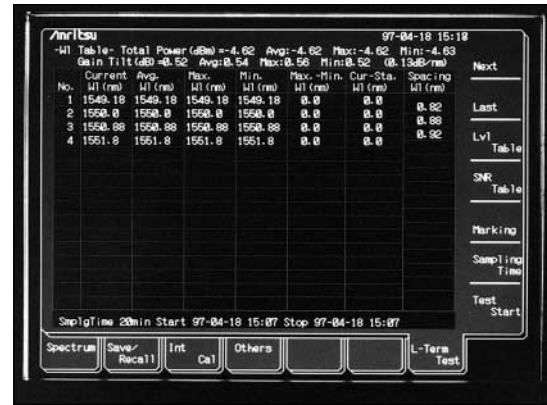 Anritsu 97-04-18 15:18
-Wl Table- Total Power(dBm)=-4.62 Avg:-4.62 Max:-4.62 Min:-4.63
Gain Tilt(dB)=0.52 Avg:0.54 Max:0.56 Min:0.52 (0.13dB/nm)
Current Avg. Max. Min. Max.-Min. Cur-Sta. Spacing
No. Wl(nm) Wl(nm) Wl(nm) Wl(nm) Wl(nm) Wl(nm) Wl(nm)
1 1549.18 1549.18 1549.18 1549.18 0.0 0.0
0.82
2 1550.0 1550.0 1550.0 1550.0 0.0 0.0
0.88
3 1550.88 1550.88 1550.88 1550.88 0.0 0.0
0.92
4 1551.8 1551.8 1551.8 1551.8 0.0 0.0
SmplgTime 20min Start 97-04-18 15:07 Stop 97-04-18 15:07
Next
Last
Lvl
Table
SNR
Table
Marking
Sampling
Time
Test
Start
Spectrum
Save/
Recall
Int
Cal
Others
L-Term
Test